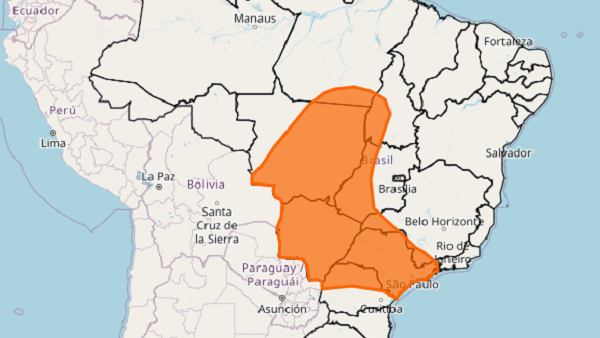 Ecuador
Manaus
Fortaleza
Perú
Lima
La Paz
Bolivia
Santa
Cruz de
la Sierra
Brasil
Brasília
Salvador
Belo Horizonte
Rio de
Janeiro
São Paulo
Paraguay /
Paraguái
Asunción
Curitiba